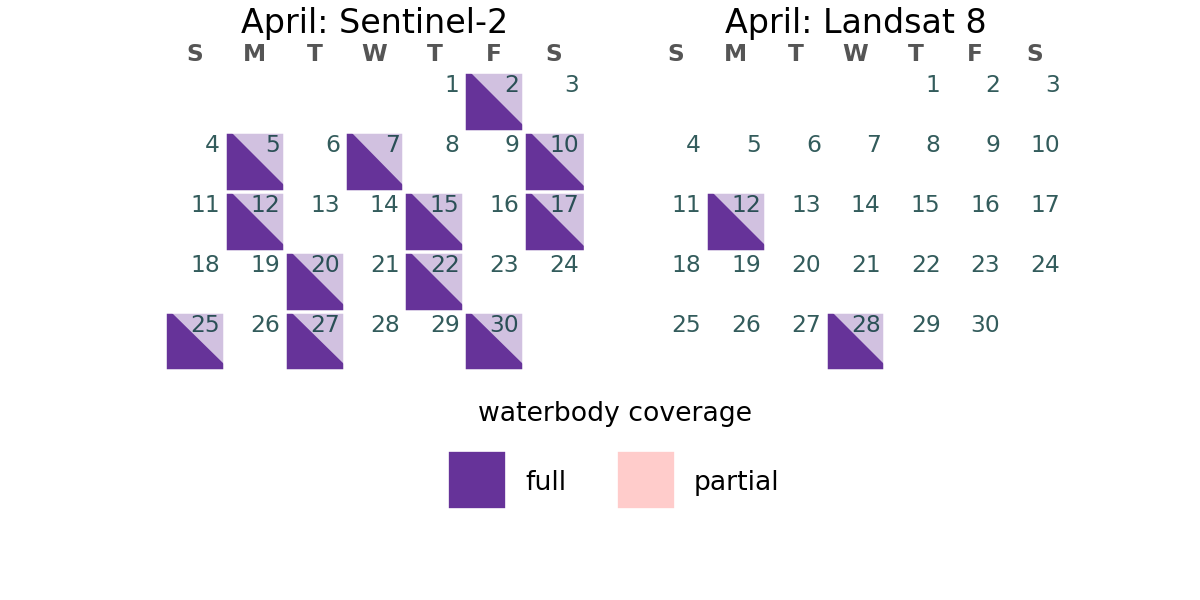 April: Sentinel-2
S M T W T F S
1 2 3
4 5 6 7 8 9 10
11 12 13 14 15 16 17
18 19 20 21 22 23 24
25 26 27 28 29 30
April: Landsat 8
S M T W T F S
1 2 3
4 5 6 7 8 9 10
11 12 13 14 15 16 17
18 19 20 21 22 23 24
25 26 27 28 29 30
waterbody coverage
full partial